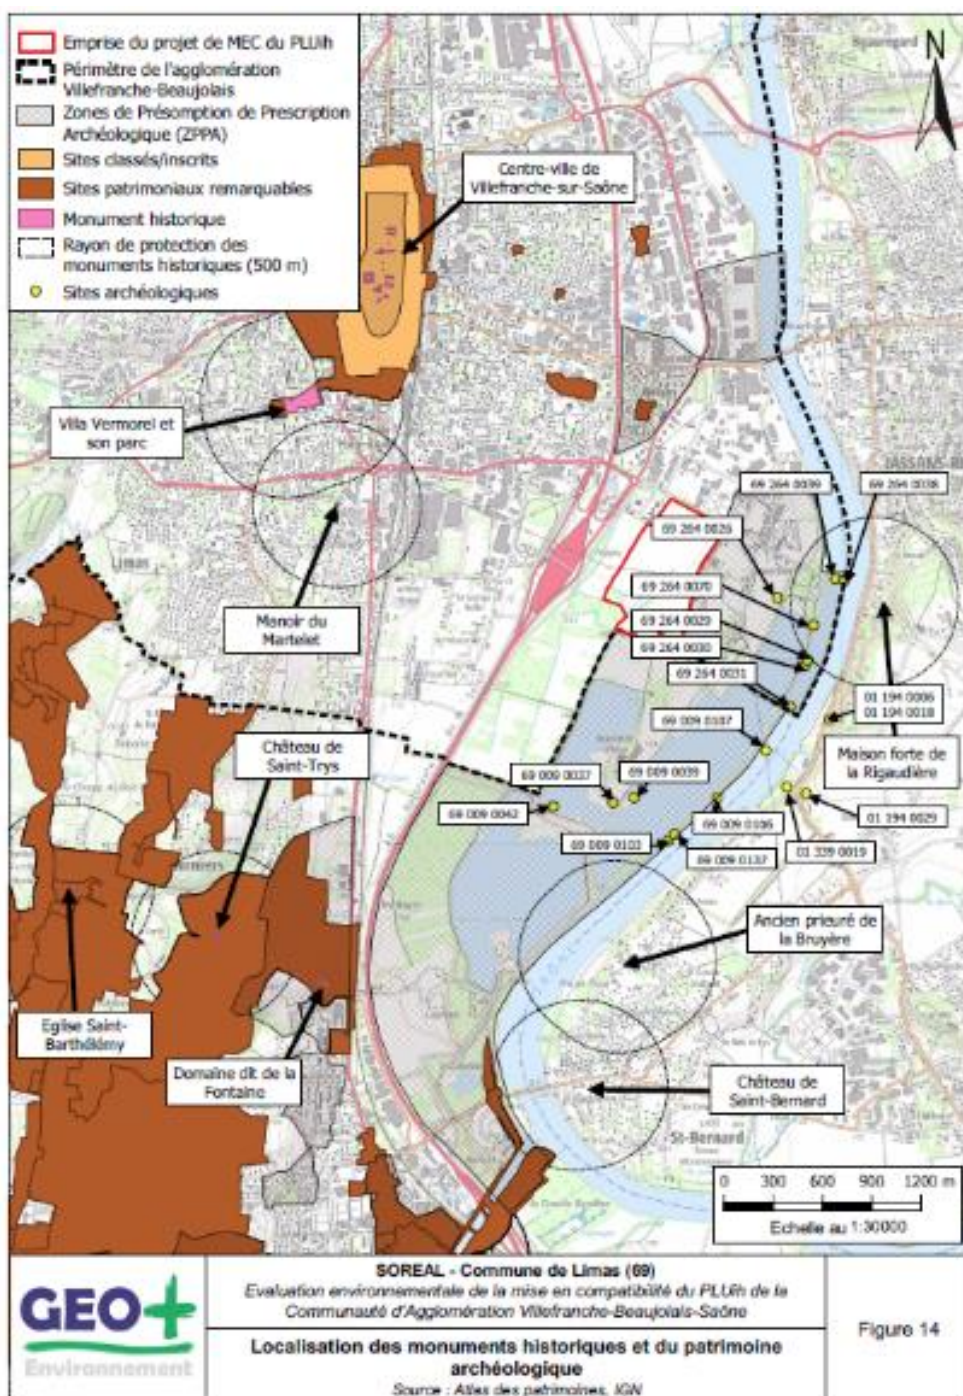 Emprise du projet de MEC du PLUih
Périmètre de l'agglomération
Villefranche-Beaujolais
Zones de Présomption de Prescription
Archéologique (ZPPA)
Sites classés/inscrits
Sites patrimoniaux remarquables
Monument historique
Rayon de protection des
monuments historiques (500 m)
Sites archéologiques
N
Centre-ville de
Villefranche-sur-Saône
Villa Vermorel et
son parc
Limas
Manoir du
Martelet
69 264 0039
69 264 0038
69 264 0026
69 264 0070
69 264 0029
69 264 0030
69 264 0031
01 194 0006
01 194 0018
Maison forte de
la Rigaudière
69 009 0107
Château de
Saint-Trys
69 009 0037
69 009 0039
69 009 0042
69 009 0106
01 194 0029
69 009 0103
69 009 0137
01 339 0019
Ancien prieuré de
la Bruyère
Eglise Saint-
Barthélémy
Domaine dit de la
Fontaine
Château de
Saint-Bernard
St-Bernard
0 300 600 900 1200 m
Echelle au 1:30000
GEO+
Environnement
SOREAL - Commune de Limas (69)
Evaluation environnementale de la mise en compatibilité du PLUih de la
Communauté d'Agglomération Villefranche-Beaujolais-Saône
Localisation des monuments historiques et du patrimoine
archéologique
Source : Atlas des patrimoines, IGN
Figure 14